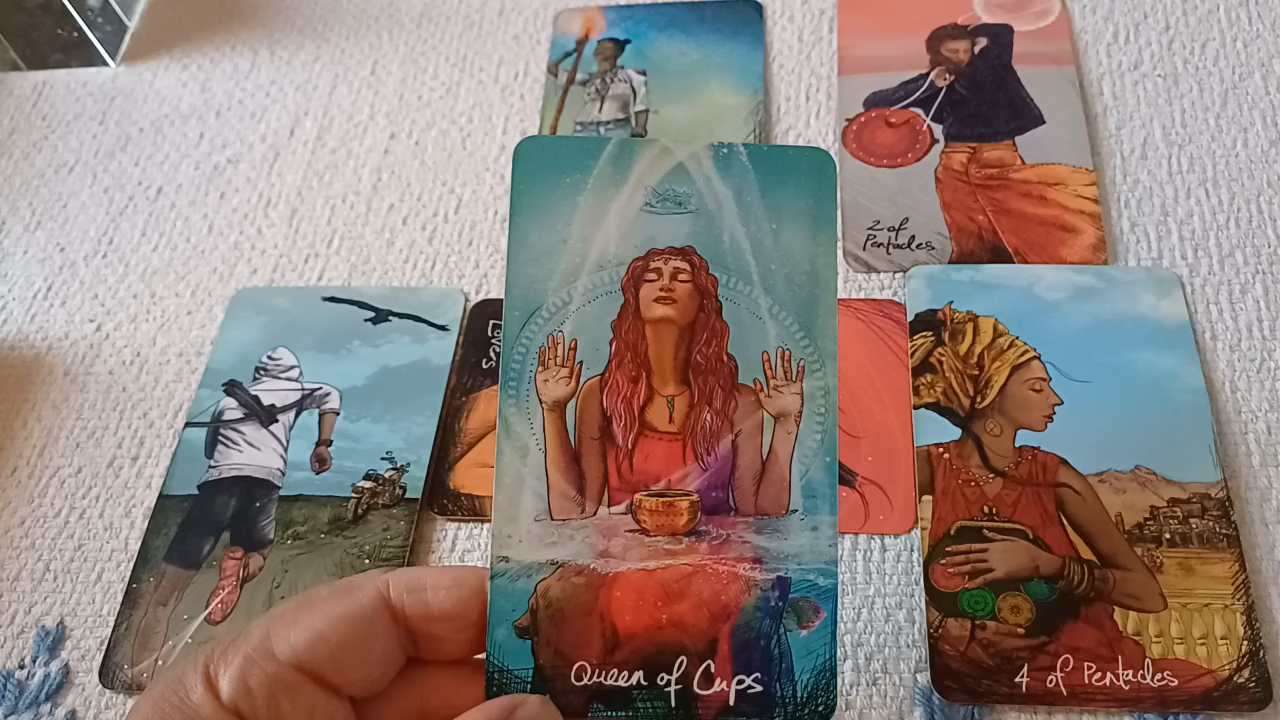 2 of
Pentacles
Lovers
Queen of Cups
4 of Pentacles